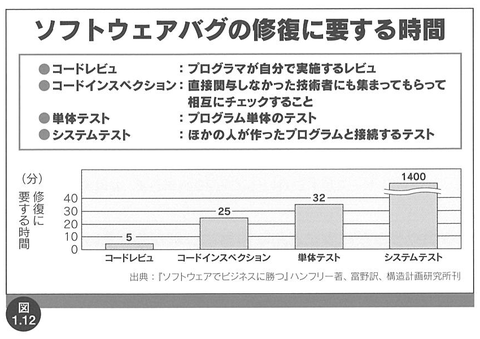 ソフトウェアバグの修復に要する時間
●コードレビュ：プログラマが自分で実施するレビュ
●コードインスペクション：直接関与しなかった技術者にも集まってもらって
相互にチェックすること
●単体テスト：プログラム単体のテスト
●システムテスト：ほかの人が作ったプログラムと接続するテスト
（分）
修復に
要する時間
40
30
20
10
0
5
25
32
1400
コードレビュ
コードインスペクション
単体テスト
システムテスト
出典：『ソフトウェアでビジネスに勝つ』ハンフリー著、富野訳、構造計画研究所刊
図
1.12